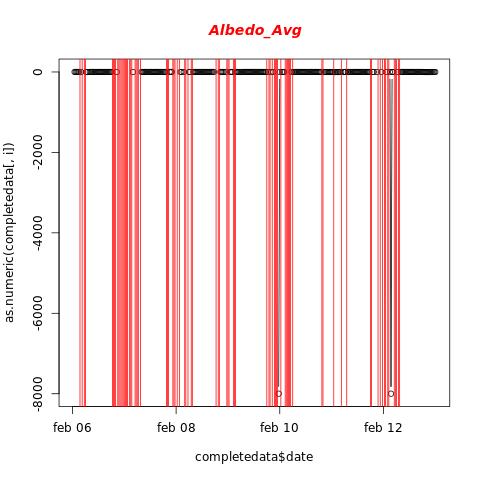 Albedo_Avg
as.numeric(completedata[, i])
0
-2000
-4000
-6000
-8000
feb 06 feb 08 feb 10 feb 12
completedata$date